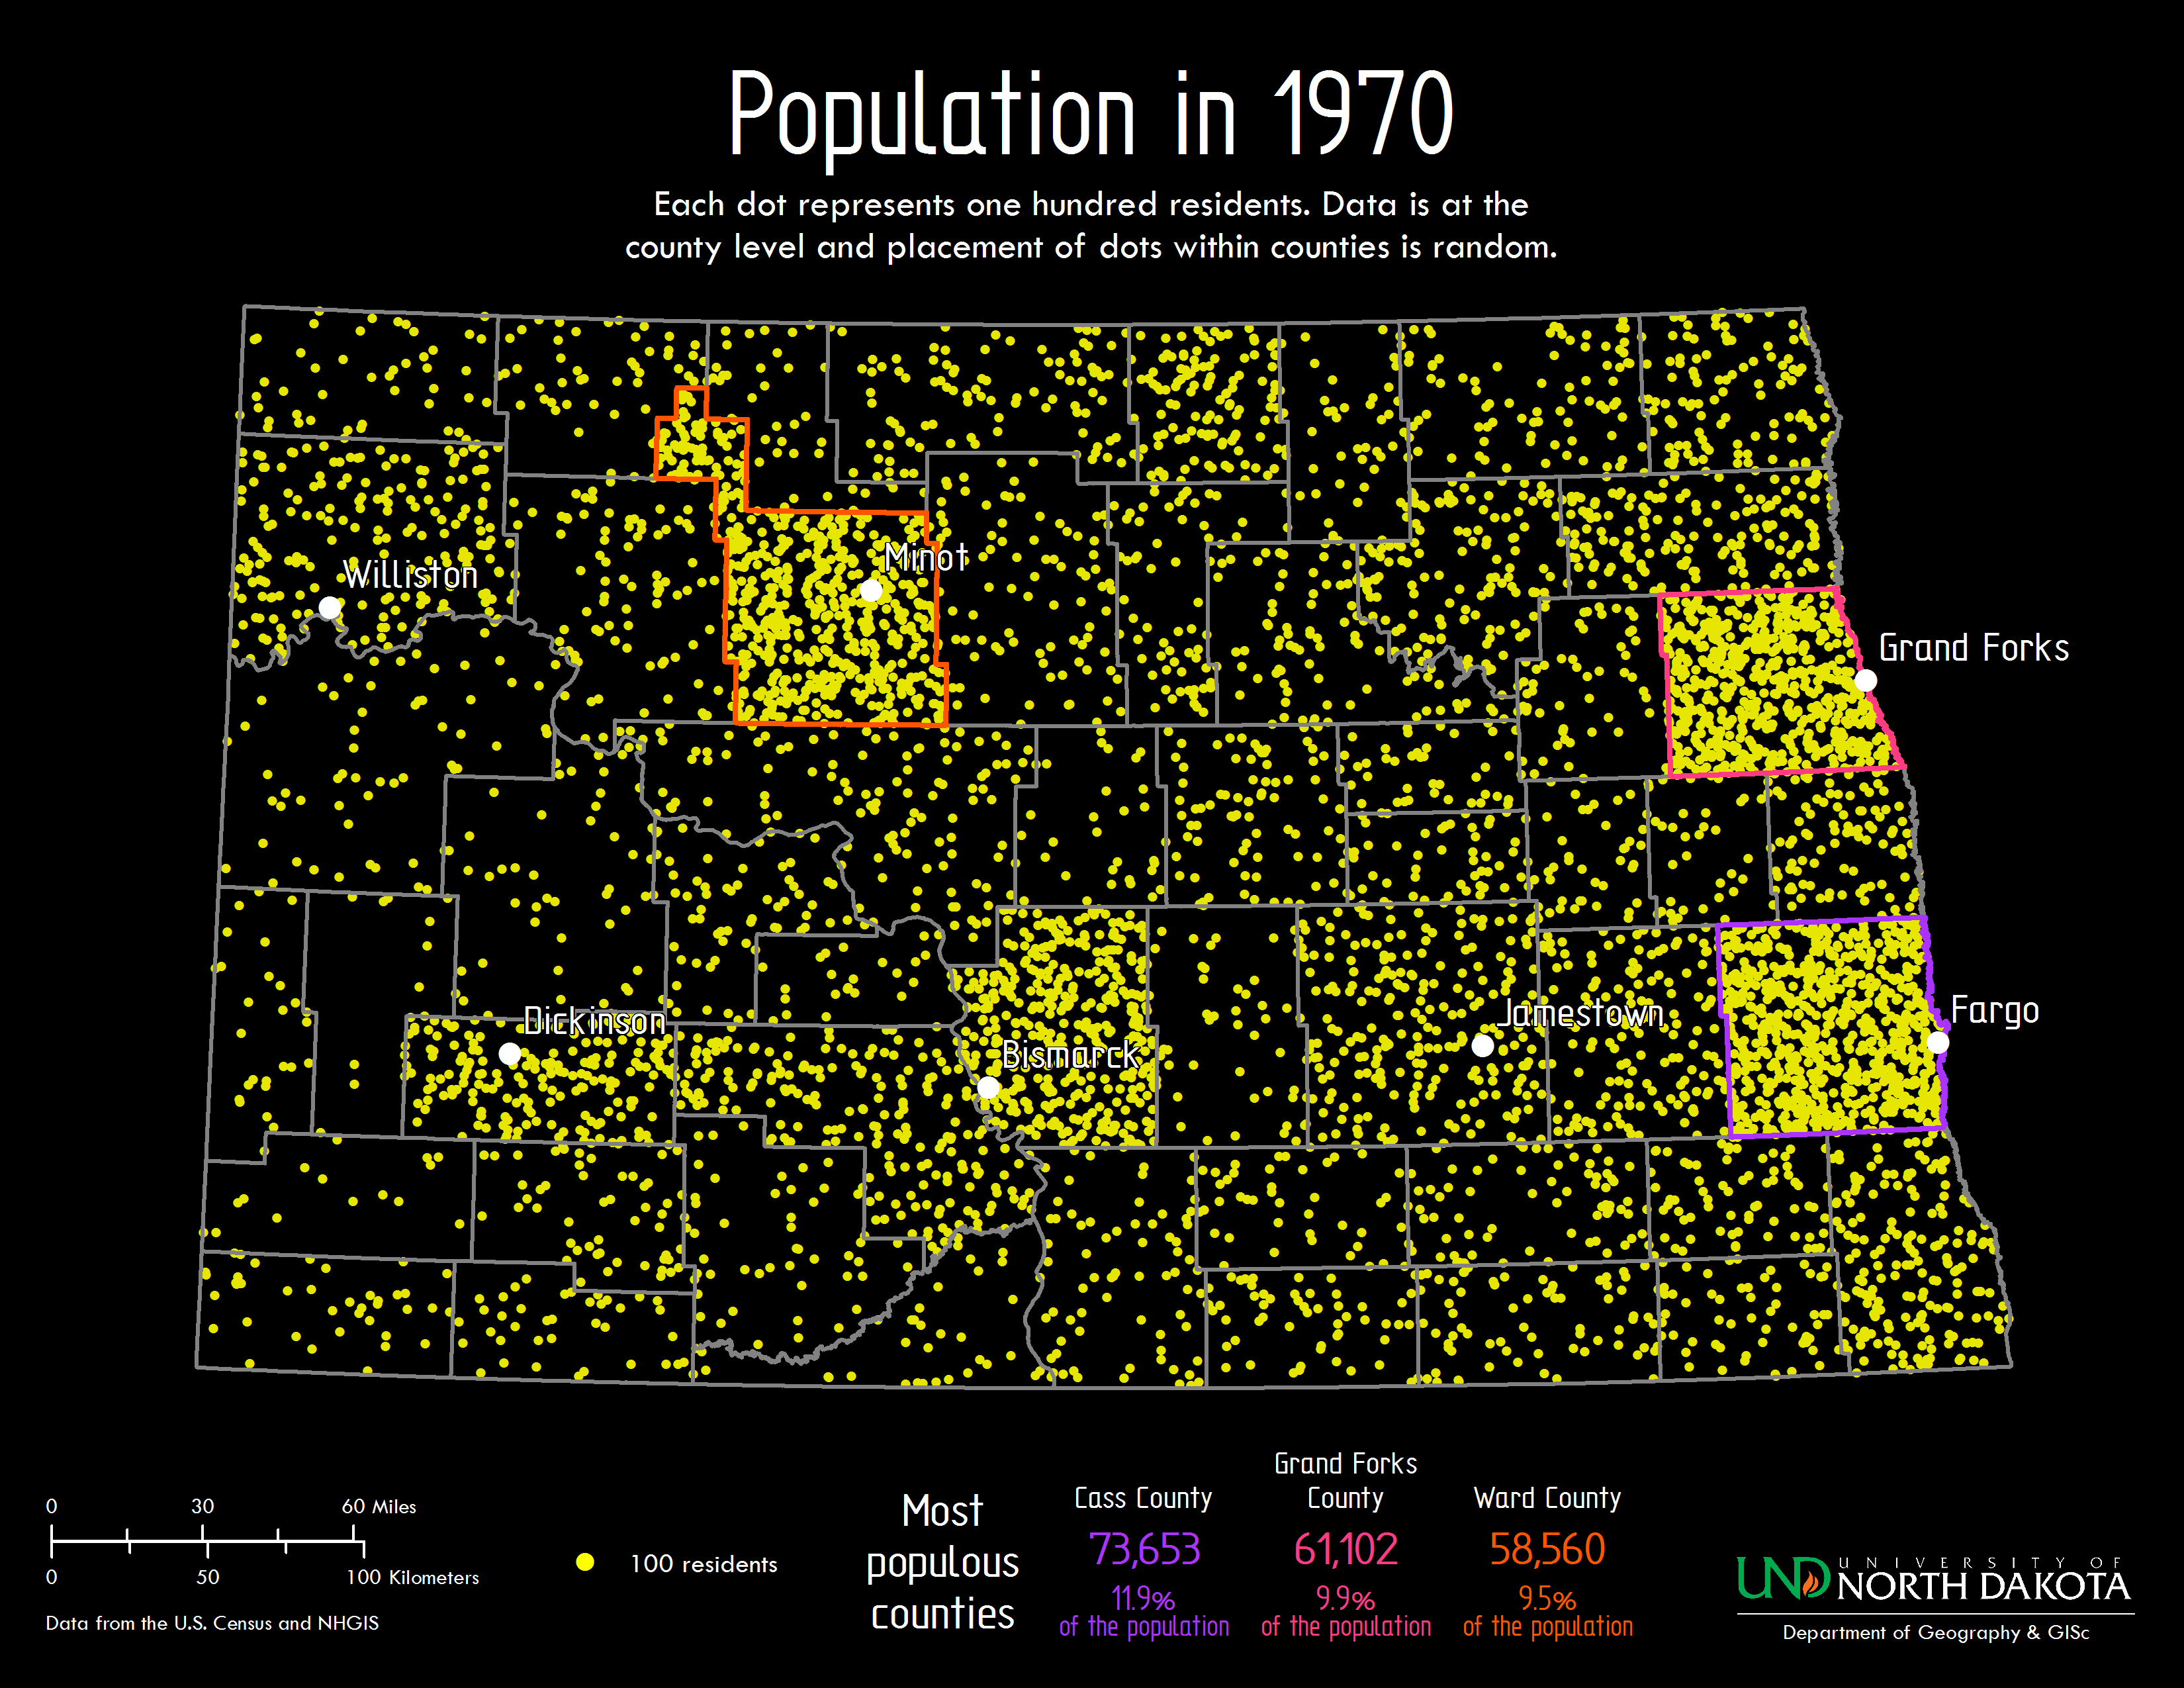 Population in 1970
Each dot represents one hundred residents. Data is at the
county level and placement of dots within counties is random.
Minot
Williston
Grand Forks
Fargo
Jamestown
Dickinson
Bismarck
0 30 60 Miles
0 50 100 Kilometers
Data from the U.S. Census and NHGIS
100 residents
Most
populous
counties
Cass County
73,653
11.9%
of the population
Grand Forks
County
61,102
9.9%
of the population
Ward County
58,560
9.5%
of the population
UND UNIVERSITY OF
NORTH DAKOTA
Department of Geography & GISc